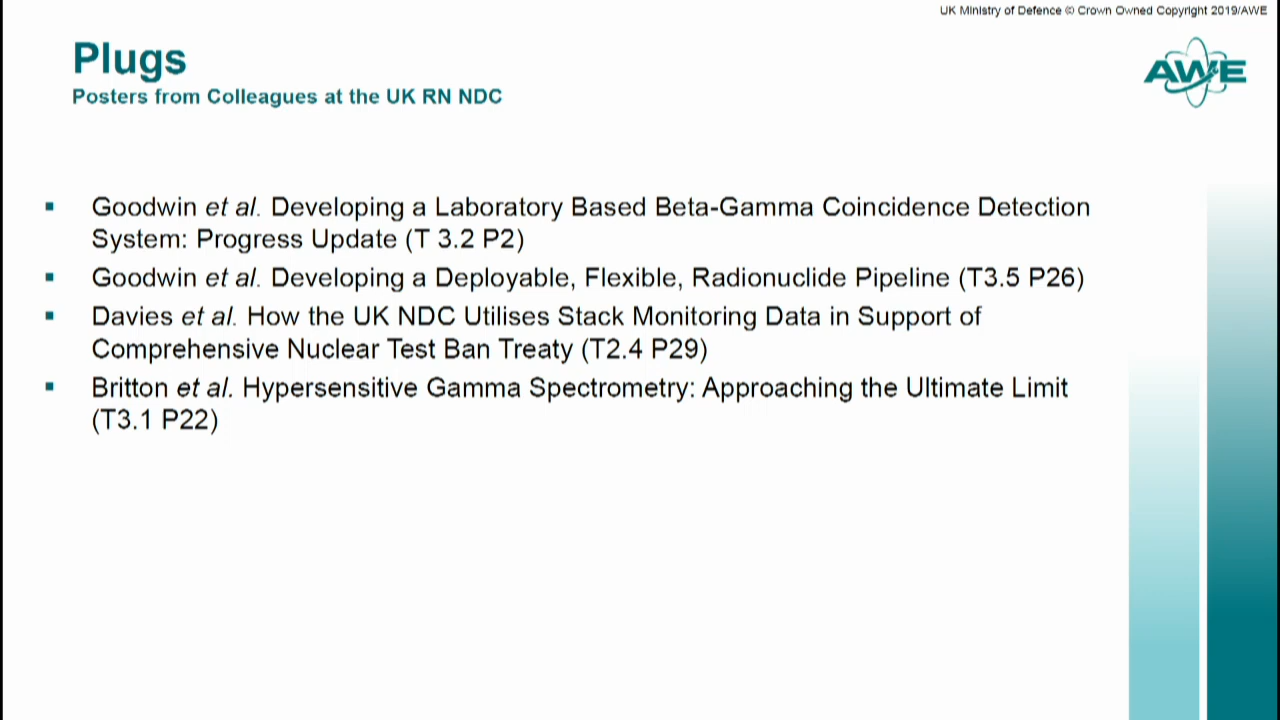 UK Ministry of Defence © Crown Owned Copyright 2019/AWE
Plugs
AWE
Posters from Colleagues at the UK RN NDC
▪ Goodwin et al. Developing a Laboratory Based Beta-Gamma Coincidence Detection
System: Progress Update (T 3.2 P2)
▪ Goodwin et al. Developing a Deployable, Flexible, Radionuclide Pipeline (T3.5 P26)
▪ Davies et al. How the UK NDC Utilises Stack Monitoring Data in Support of
Comprehensive Nuclear Test Ban Treaty (T2.4 P29)
▪ Britton et al. Hypersensitive Gamma Spectrometry: Approaching the Ultimate Limit
(T3.1 P22)